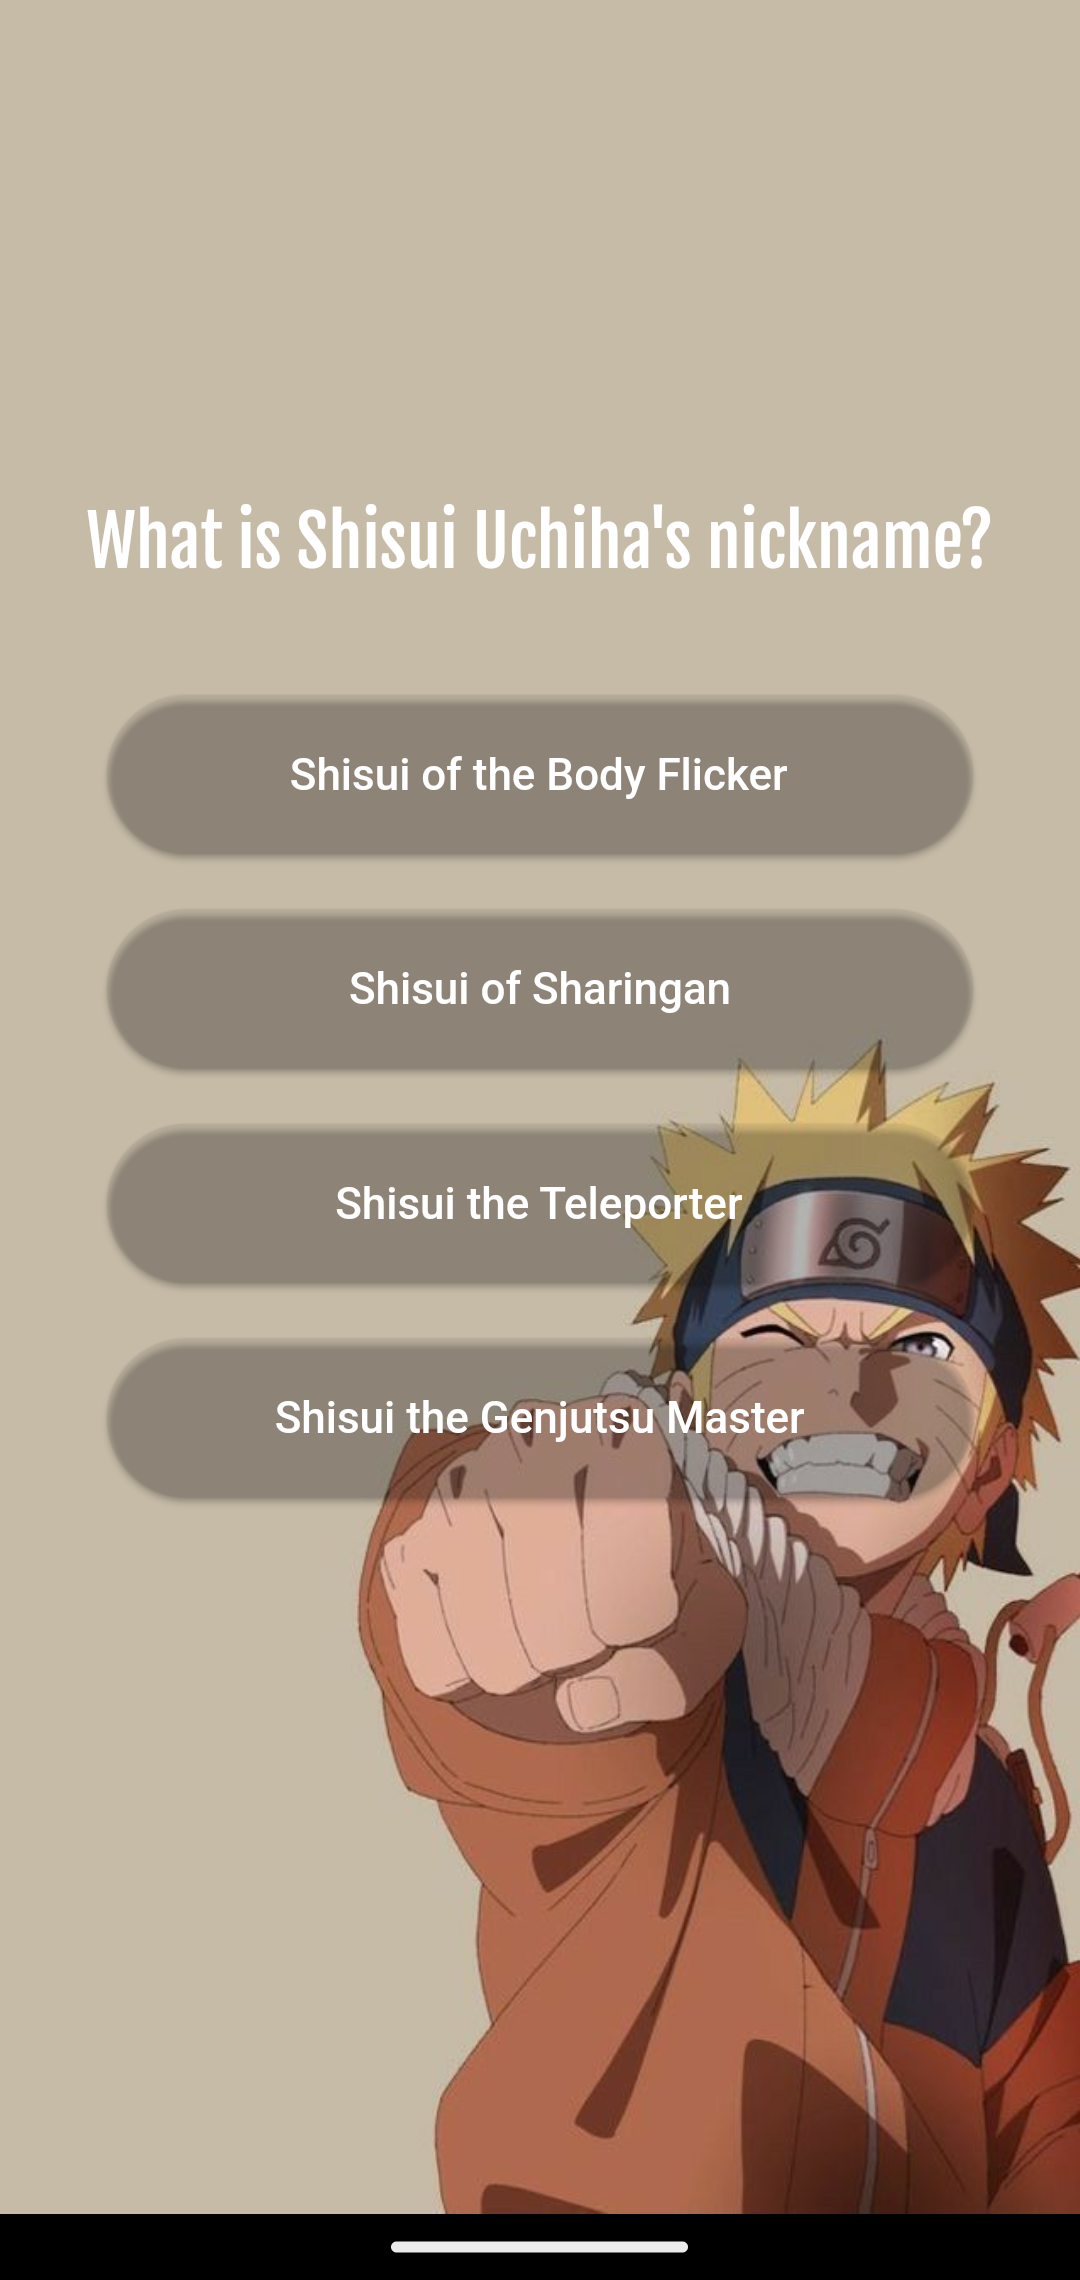 What is Shisui Uchiha's nickname?
Shisui of the Body Flicker
Shisui of Sharingan
Shisui the Teleporter
Shisui the Genjutsu Master